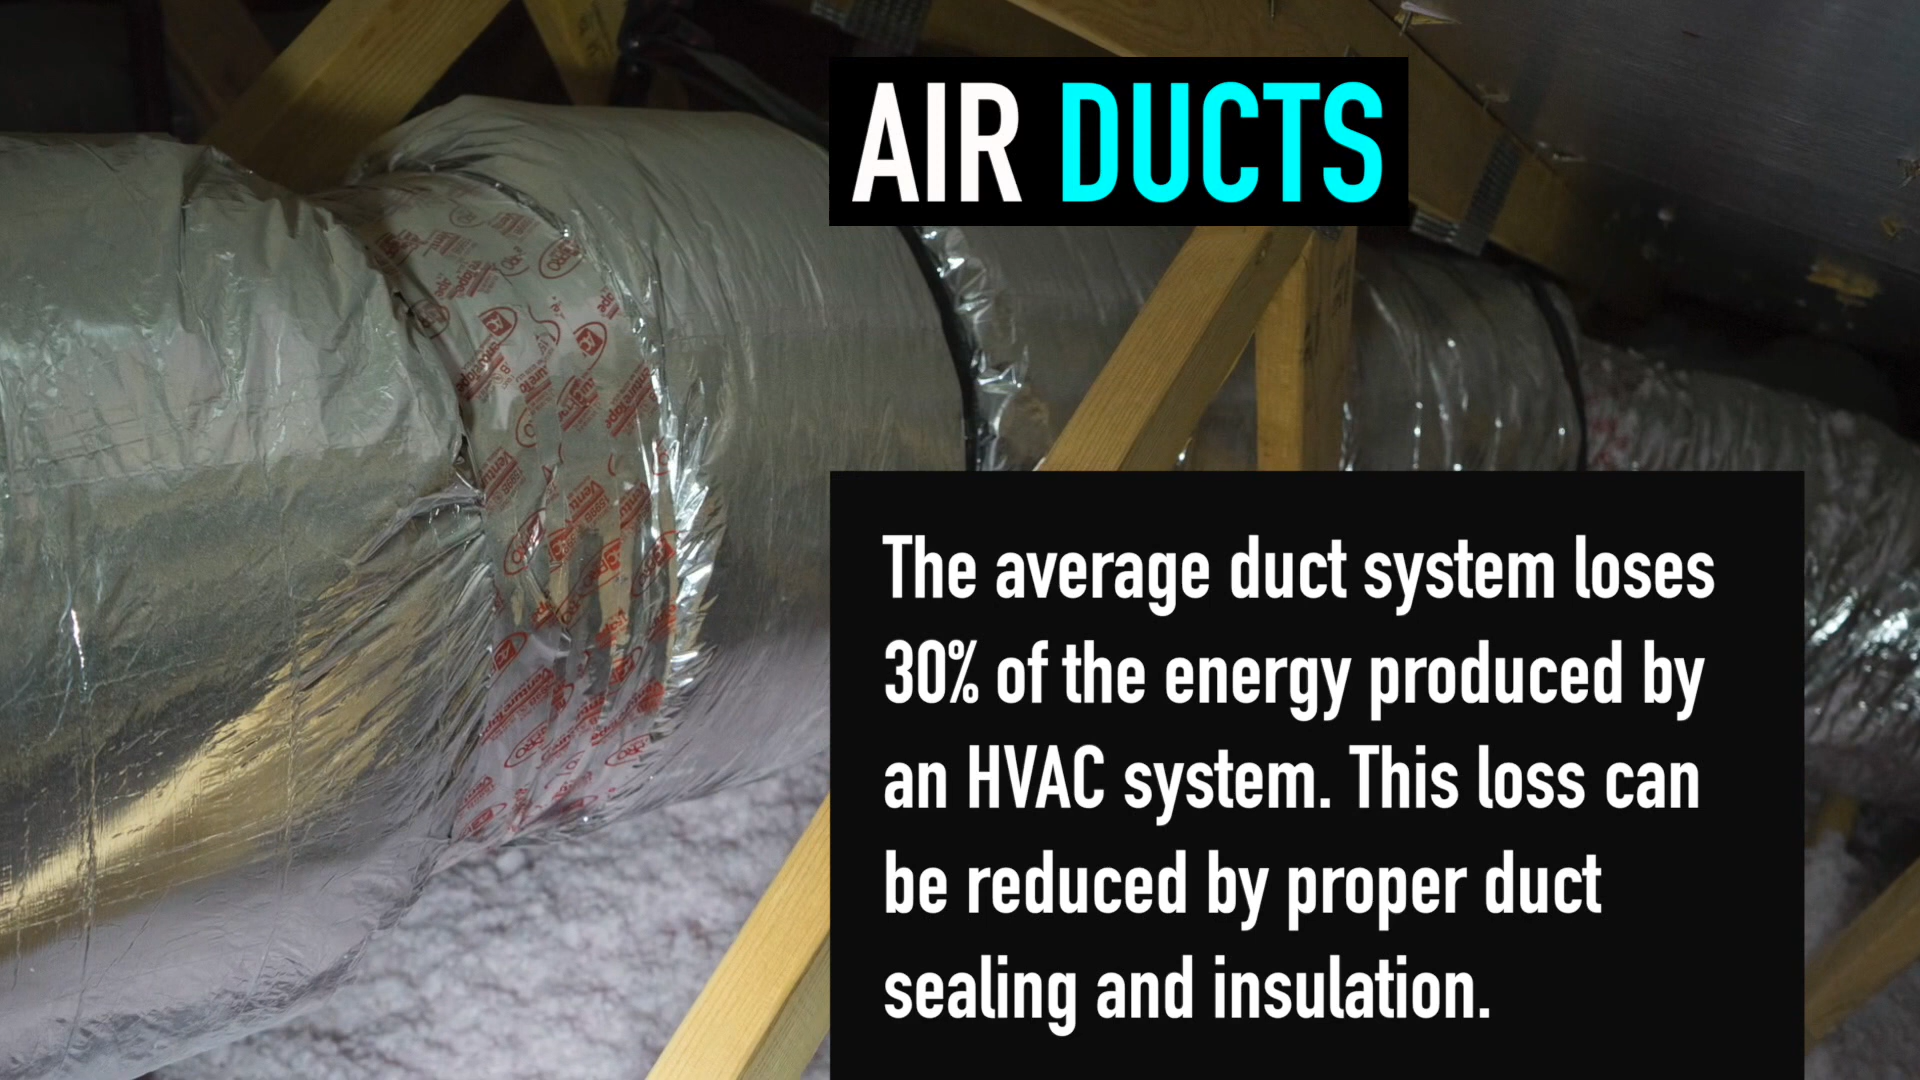 AIR DUCTS
The average duct system loses
30% of the energy produced by
an HVAC system. This loss can
be reduced by proper duct
sealing and insulation.